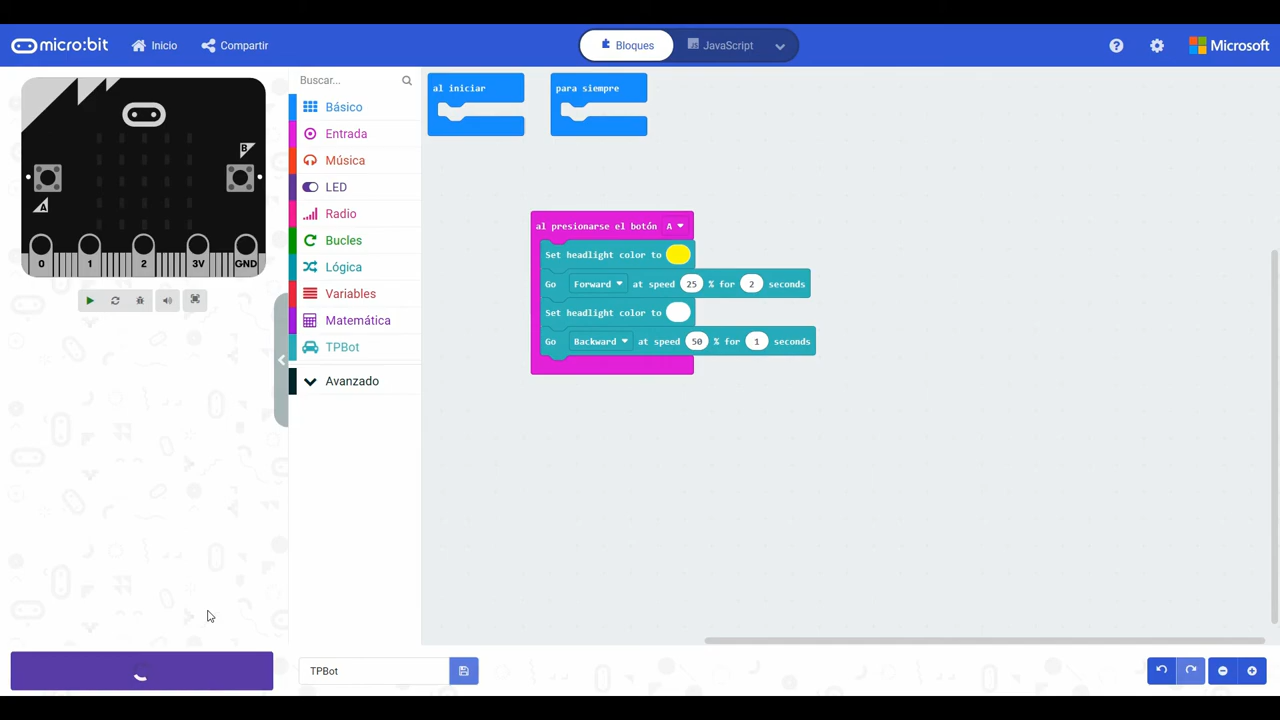 micro:bit
Inicio
Compartir
Bloques
JavaScript
Microsoft
A
B
0 1 2 3V GND
Buscar...
Básico
Entrada
Música
LED
Radio
Bucles
Lógica
Variables
Matemática
TPBot
Avanzado
al iniciar
para siempre
al presionarse el botón A
Set headlight color to
Go Forward at speed 25 % for 2 seconds
Set headlight color to
Go Backward at speed 50 % for 1 seconds
TPBot